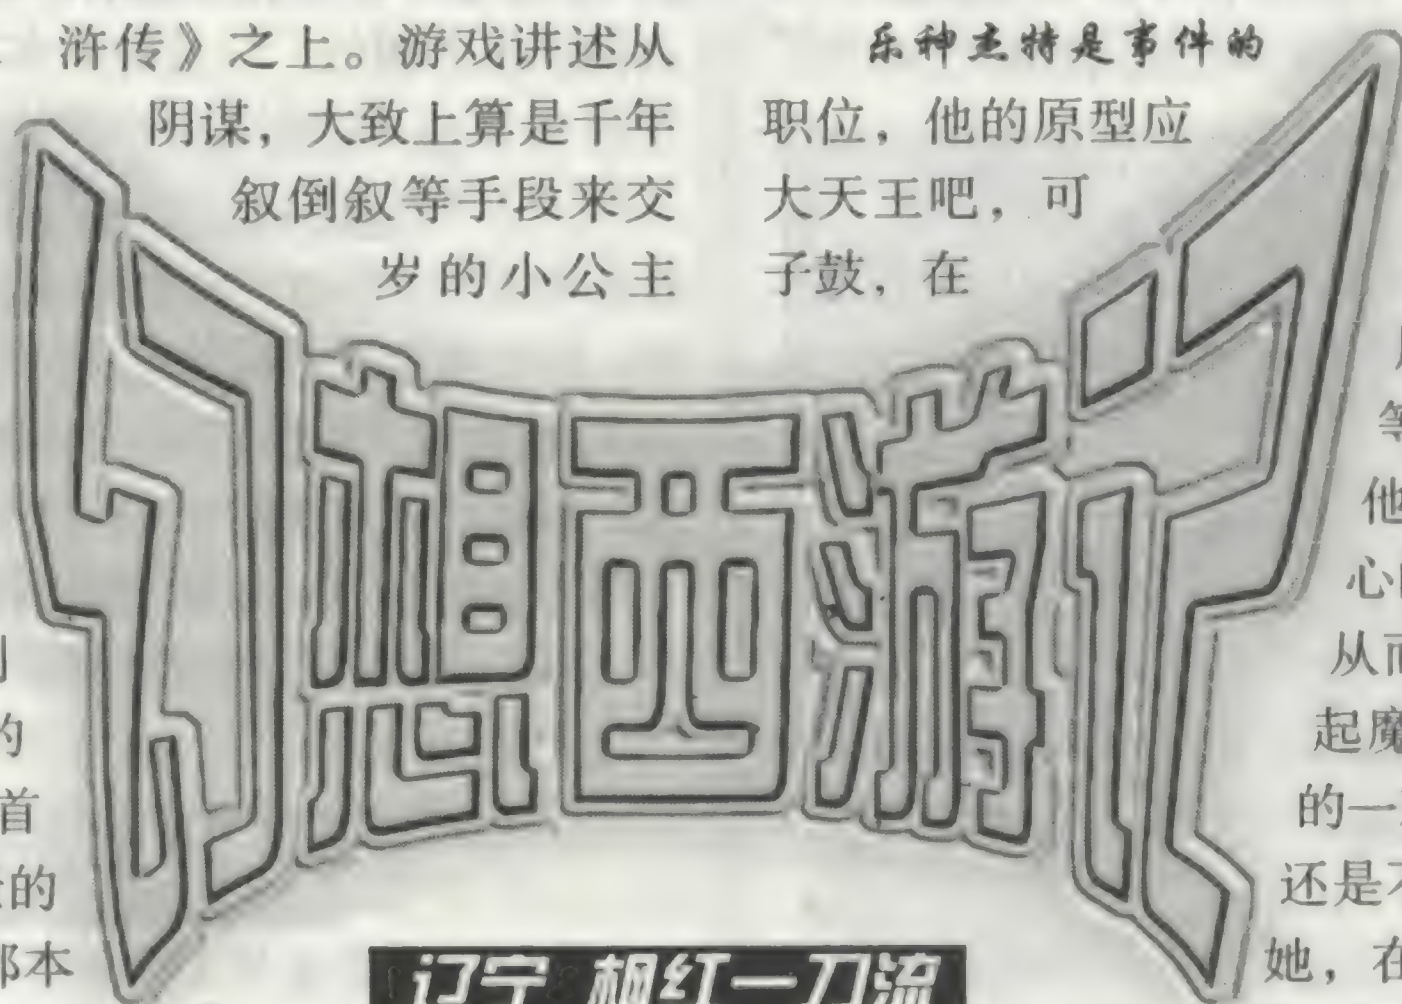 浒传》之上。游戏讲述从
阴谋，大致上算是千年
叙倒叙等手段来交
岁的小公主
乐种杰特是事件的
职位，他的原型应
大天王吧，可
子鼓，在
幻想西游记
辽宁 枫红一刀流
的
首
的
本
等
他
心
从而
起魔
的一
还是不
她，在